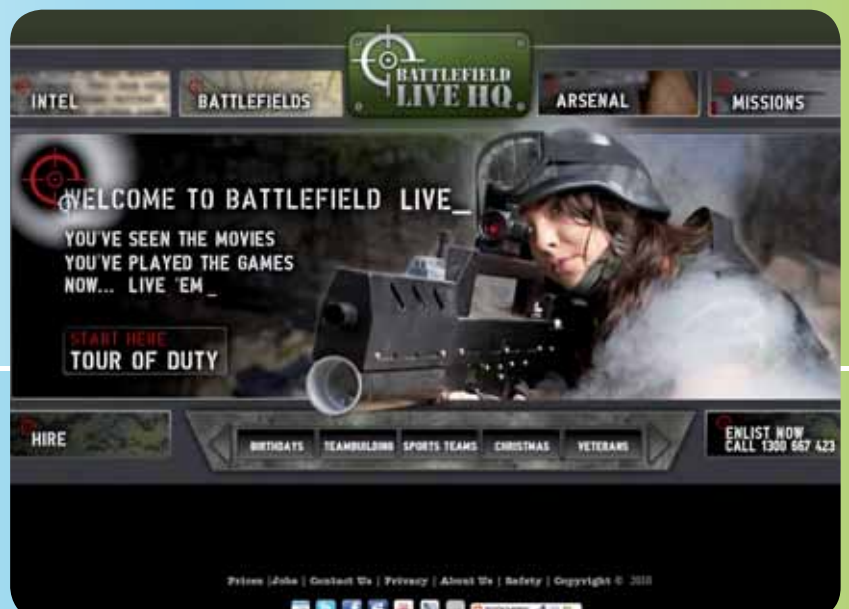 INTEL
BATTLEFIELDS
BATTLEFIELD
LIVE HQ
ARSENAL
MISSIONS
WELCOME TO BATTLEFIELD LIVE_
YOU'VE SEEN THE MOVIES
YOU'VE PLAYED THE GAMES
NOW... LIVE 'EM_
START HERE
TOUR OF DUTY
HIRE
BIRTHDAYS
TEAMBUILDING
SPORTS TEAMS
CHRISTMAS
VETERANS
ENLIST NOW
CALL 1300 667 423
Prices | Jobs | Contact Us | Privacy | About Us | Safety | Copyright ©